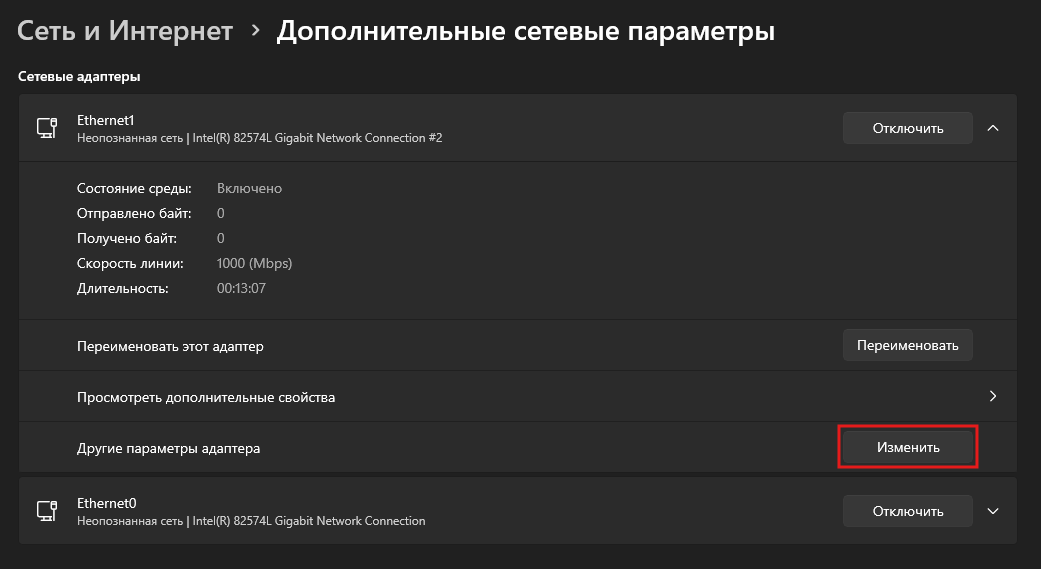 Сеть и Интернет > Дополнительные сетевые параметры
Сетевые адаптеры
Ethernet1
Отключить
Неопознанная сеть | Intel(R) 82574L Gigabit Network Connection #2
Состояние среды: Включено
Отправлено байт: 0
Получено байт: 0
Скорость линии: 1000 (Mbps)
Длительность: 00:13:07
Переименовать этот адаптер Переименовать
Просмотреть дополнительные свойства
Другие параметры адаптера Изменить
Ethernet0
Отключить
Неопознанная сеть | Intel(R) 82574L Gigabit Network Connection